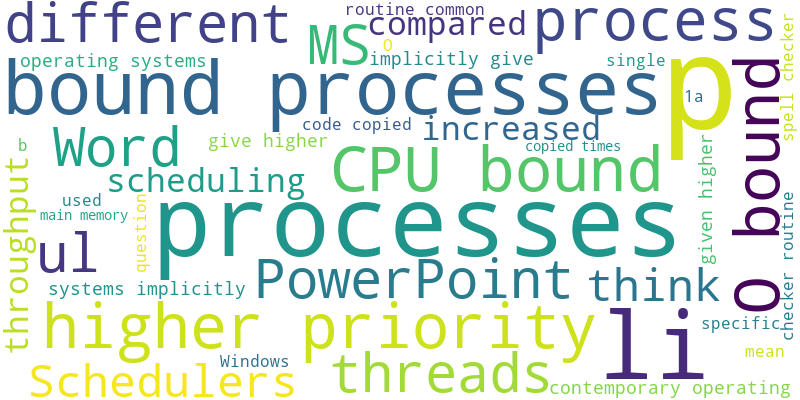 routine common
different
MS
O
compared
process
operating systems
implicitly give
single
spell checker
bound processes
p
1a
O bound
code copied
increased
b
Word
give higher
copied times
scheduling
CPU bound
given higher
throughput
used
main memory
question
processes
checker routine
ul
PowerPoint
think
systems implicitly
higher priority
li
specific
Windows
mean
Schedulers
threads
contemporary operating